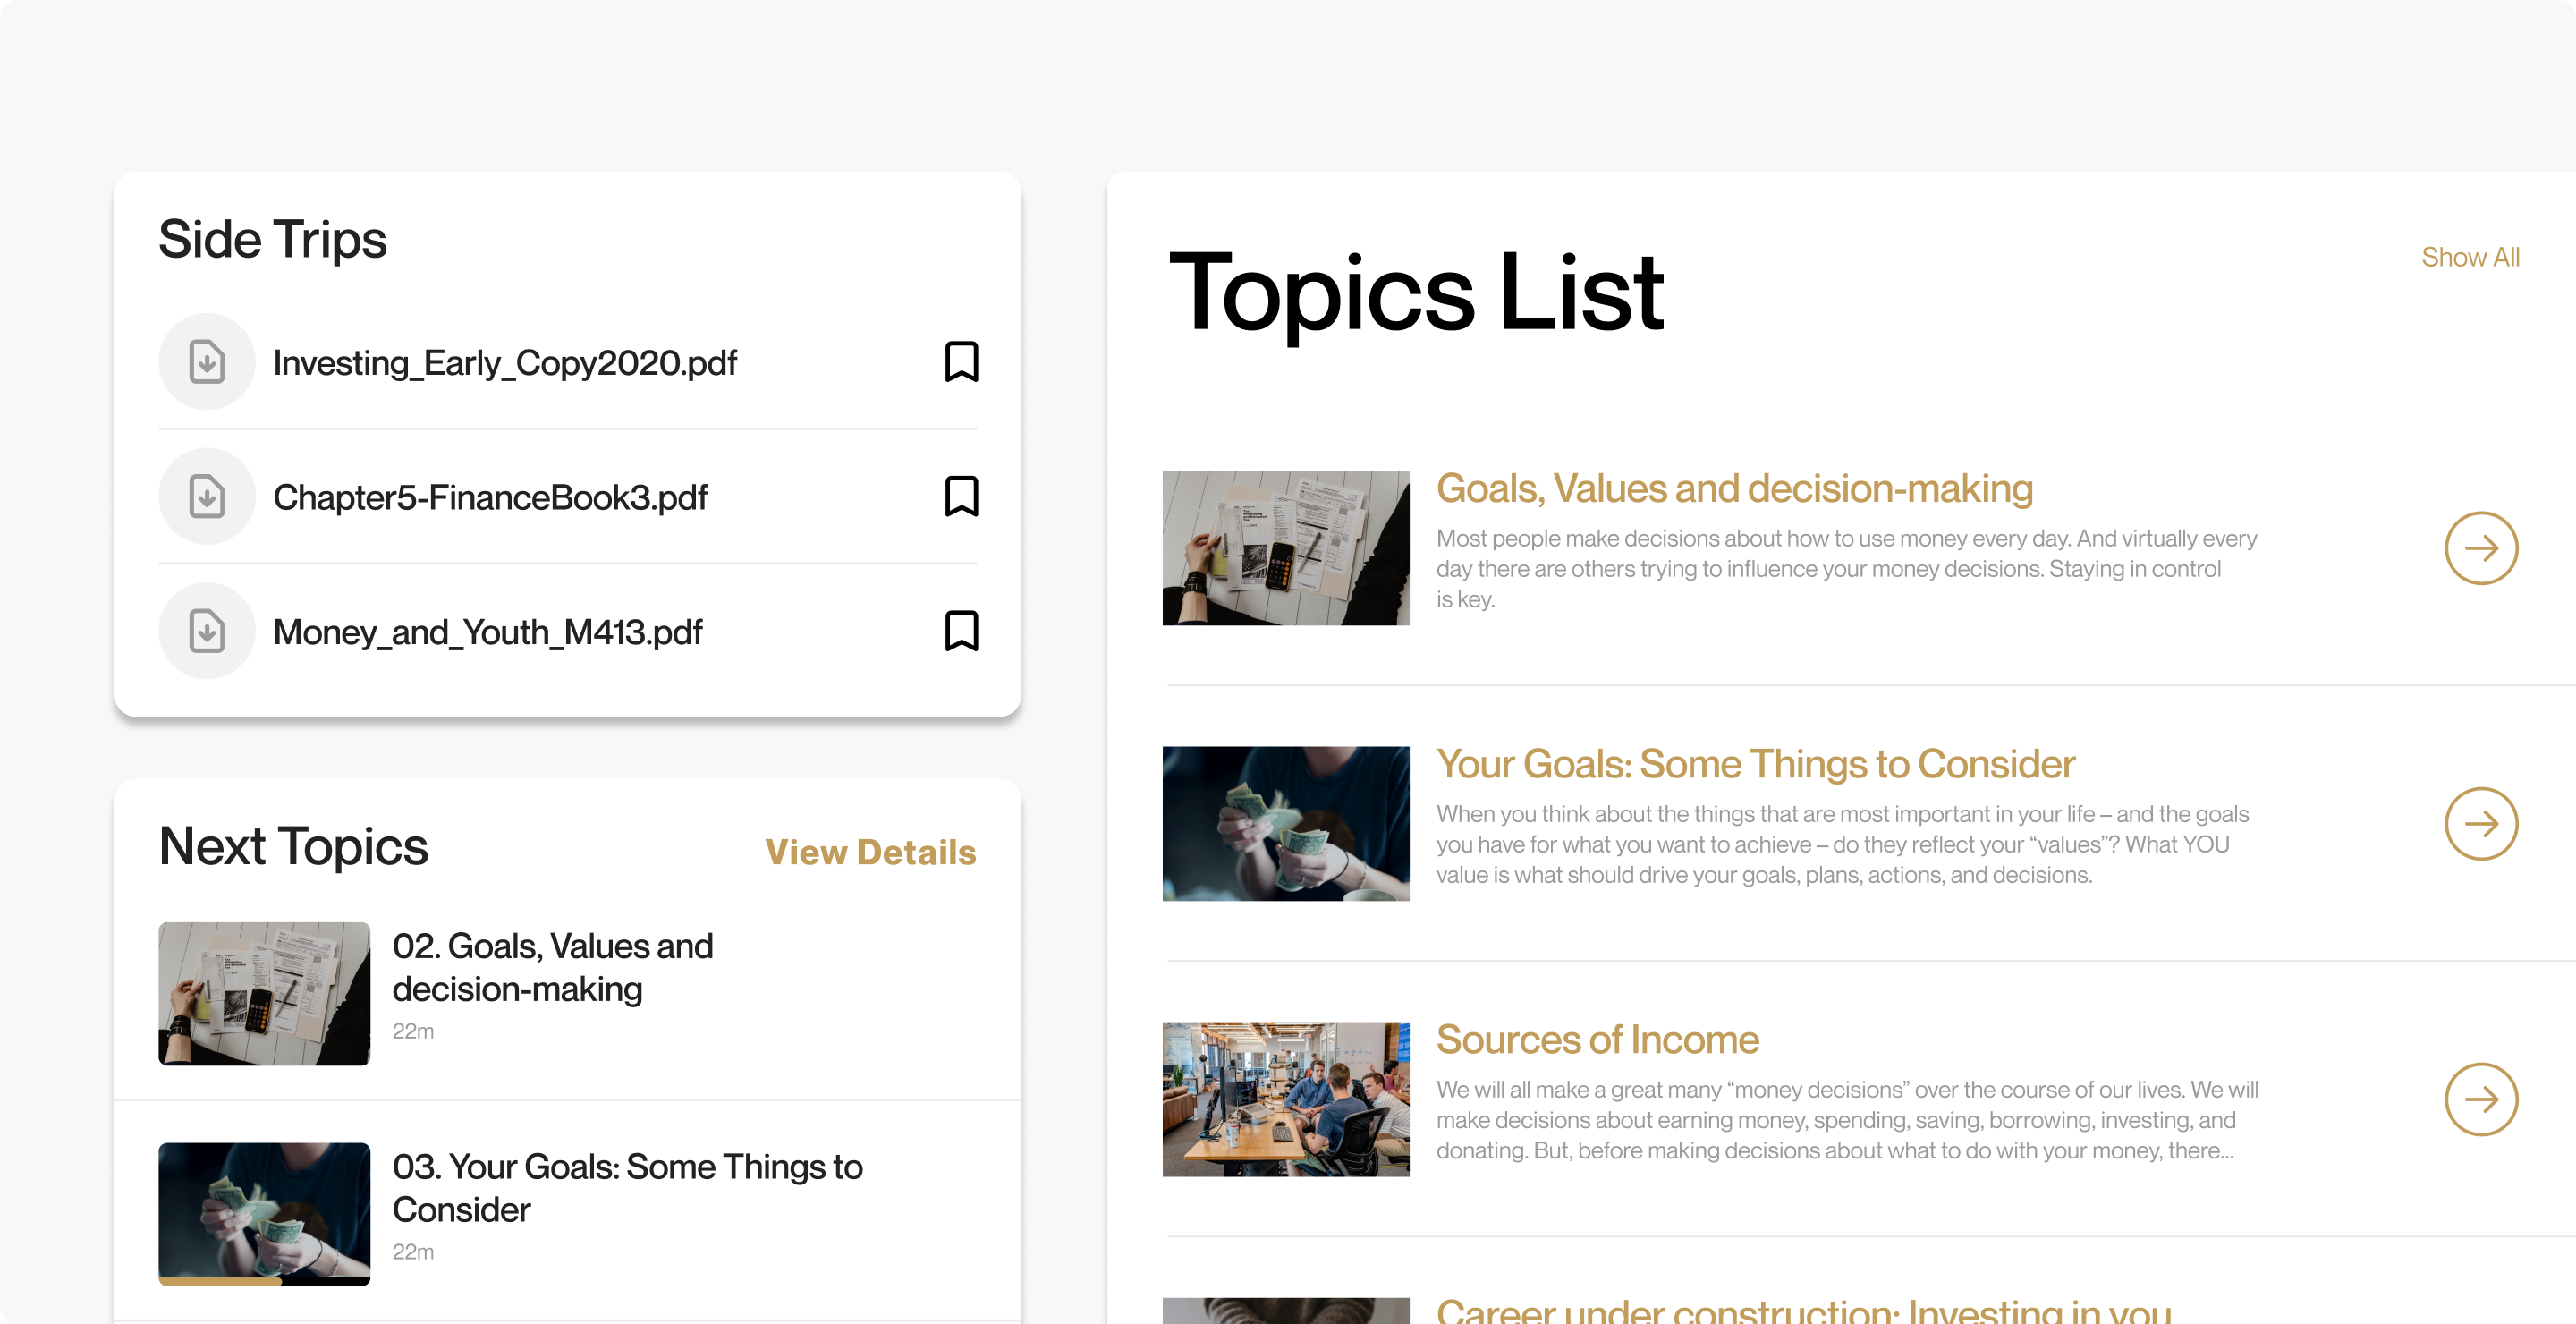 Side Trips
Investing_Early_Copy2020.pdf
Chapter5-FinanceBook3.pdf
Money_and_Youth_M413.pdf
Next Topics
View Details
02. Goals, Values and
decision-making
22m
03. Your Goals: Some Things to
Consider
22m
Topics List
Show All
Goals, Values and decision-making
Most people make decisions about how to use money every day. And virtually every
day there are others trying to influence your money decisions. Staying in control
is key.
Your Goals: Some Things to Consider
When you think about the things that are most important in your life – and the goals
you have for what you want to achieve – do they reflect your “values”? What YOU
value is what should drive your goals, plans, actions, and decisions.
Sources of Income
We will all make a great many “money decisions” over the course of our lives. We will
make decisions about earning money, spending, saving, borrowing, investing, and
donating. But, before making decisions about what to do with your money, there...
Career under construction: Investing in you